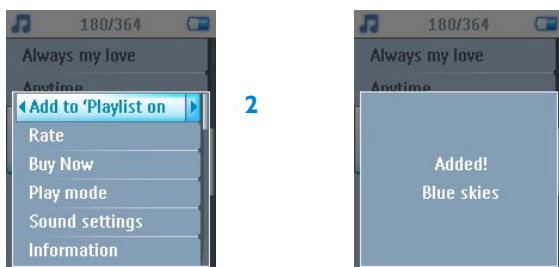 180/364
Always my love
Anytime
Add to 'Playlist on
Rate
Buy Now
Play mode
Sound settings
Information
2
180/364
Always my love
Anytime
Added!
Blue skies